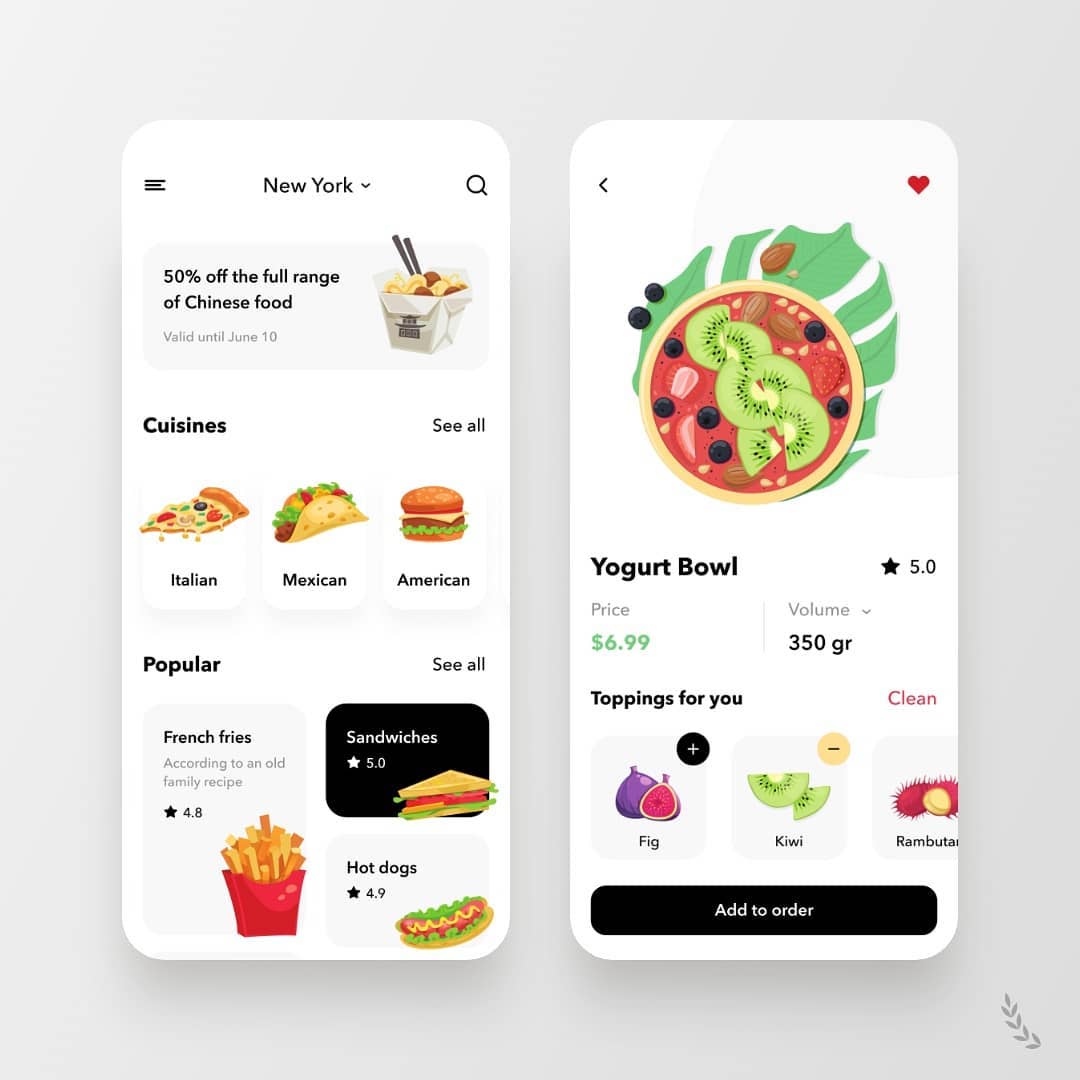 New York
50% off the full range
of Chinese food
Valid until June 10
Cuisines
See all
Italian
Mexican
American
Popular
See all
French fries
According to an old
family recipe
4.8
Sandwiches
5.0
Hot dogs
4.9
Yogurt Bowl
5.0
Price
Volume
$6.99
350 gr
Toppings for you
Clean
Fig
Kiwi
Rambutan
Add to order